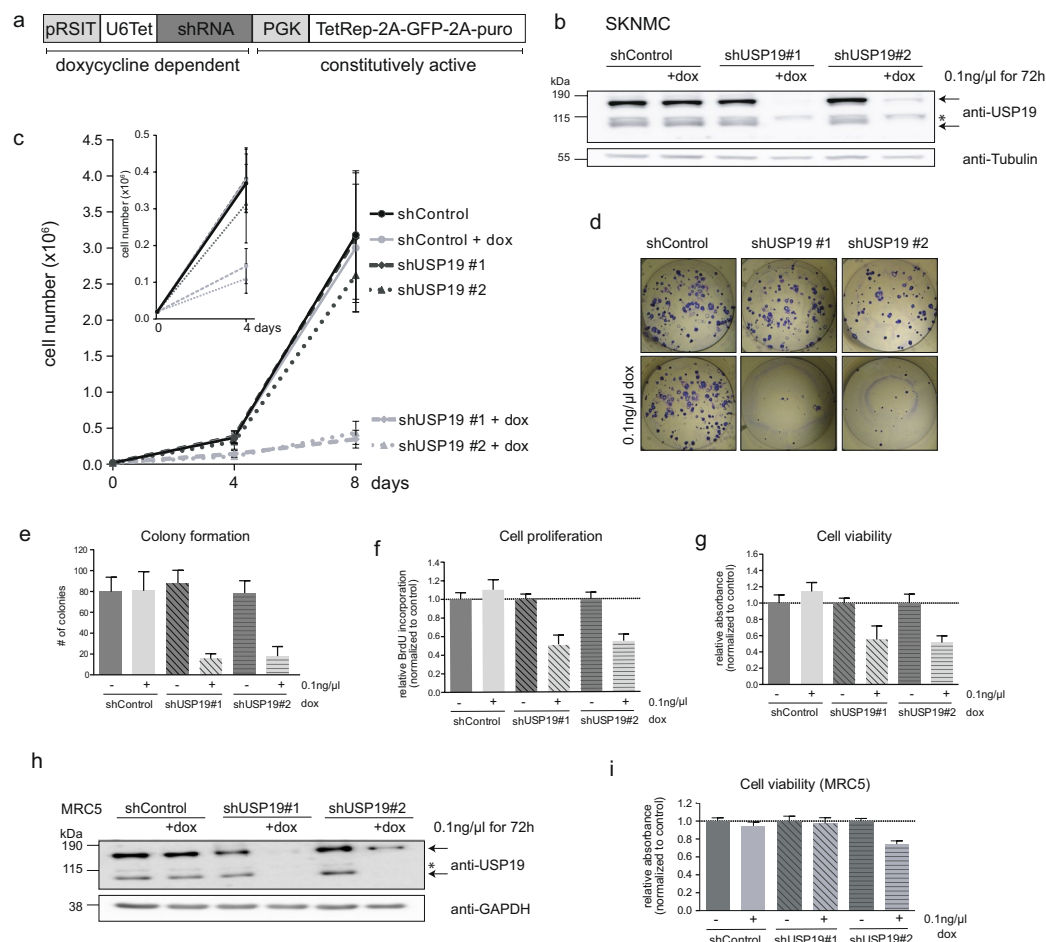 a
pRSIT U6Tet shRNA PGK TetRep-2A-GFP-2A-puro
doxycycline dependent constitutively active
b SKNMC
shControl shUSP19#1 shUSP19#2
+dox +dox +dox 0.1ng/µl for 72h
kDa
190
115
* anti-USP19
55 anti-Tubulin
c
cell number (x10⁶)
4.5
4.0
3.5
3.0
2.5
2.0
1.5
1.0
0.5
0.0
0 4 8 days
cell number (x10⁶)
0.5
0.4
0.3
0.2
0.1
0.0
0 4 days
shControl
shControl + dox
shUSP19 #1
shUSP19 #2
shUSP19 #1 + dox
shUSP19 #2 + dox
d
shControl shUSP19 #1 shUSP19 #2
0.1ng/µl dox
e Colony formation
# of colonies
120
100
80
60
40
20
0
- + - + - + 0.1ng/µl
shControl shUSP19#1 shUSP19#2 dox
f Cell proliferation
relative BrdU incorporation
(normalized to control)
1.4
1.2
1.0
0.8
0.6
0.4
0.2
0.0
- + - + - + 0.1ng/µl
shControl shUSP19#1 shUSP19#2 dox
g Cell viability
relative absorbance
(normalized to control)
1.6
1.4
1.2
1.0
0.8
0.6
0.4
0.2
0.0
- + - + - + 0.1ng/µl
shControl shUSP19#1 shUSP19#2 dox
h
MRC5 shControl shUSP19#1 shUSP19#2
+dox +dox +dox 0.1ng/µl for 72h
kDa
190
* anti-USP19
115
38 anti-GAPDH
i
Cell viability (MRC5)
relative absorbance
(normalized to control)
1.2
1.0
0.8
0.6
0.4
0.2
0.0
- + - + - + 0.1ng/µl
dox
shControl shUSP19#1 shUSP19#2